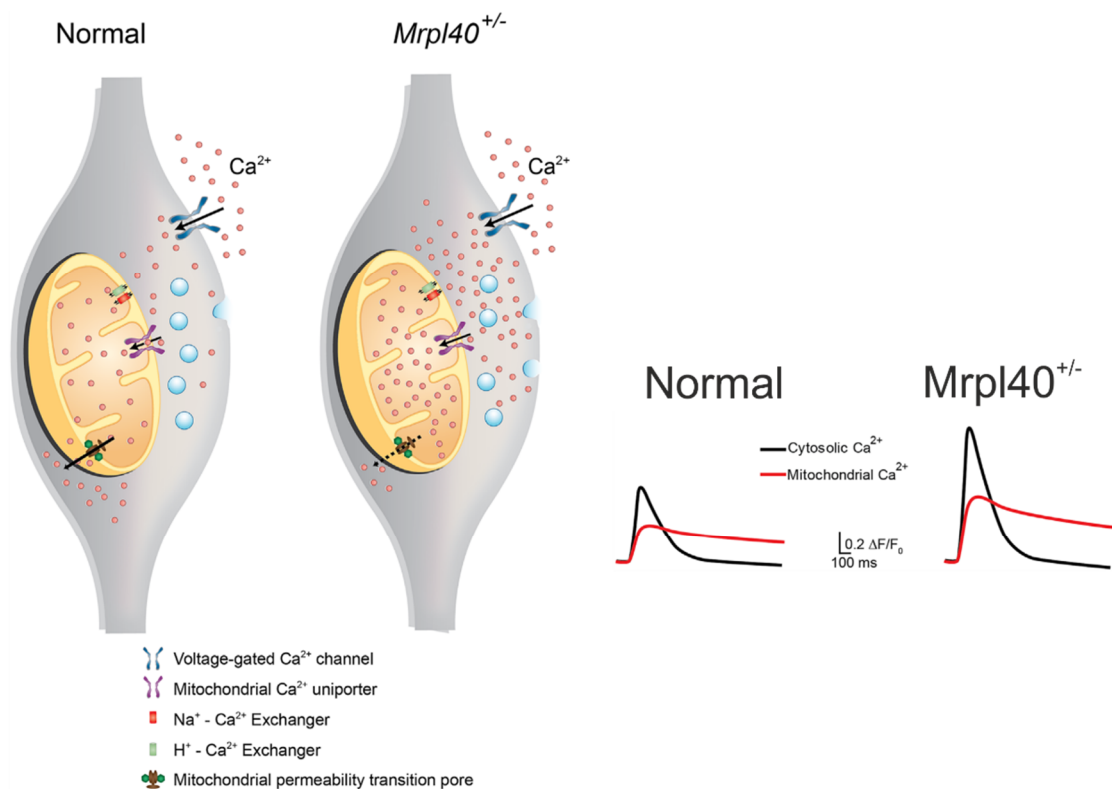 Normal
Mrpl40+/-
Ca2+
Ca2+
Normal
Mrpl40+/-
Cytosolic Ca2+
Mitochondrial Ca2+
0.2 ΔF/F0
100 ms
Voltage-gated Ca2+ channel
Mitochondrial Ca2+ uniporter
Na+ - Ca2+ Exchanger
H+ - Ca2+ Exchanger
Mitochondrial permeability transition pore